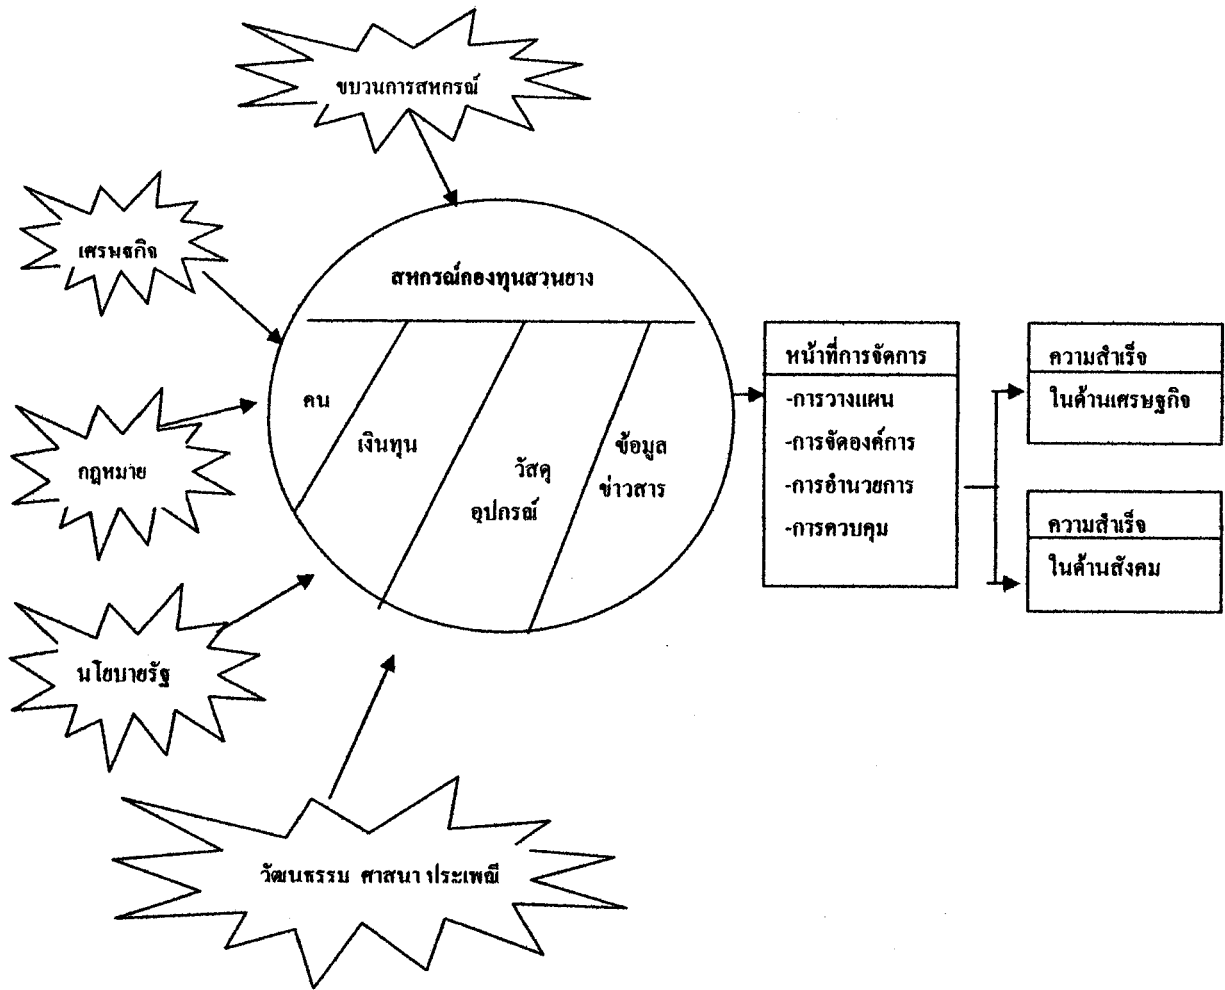 ขบวนการสหกรณ์
เศรษฐกิจ
สหกรณ์กองทุนสวนยาง
คน
เงินทุน
วัสดุ
อุปกรณ์
ข้อมูล
ข่าวสาร
กฎหมาย
นโยบายรัฐ
วัฒนธรรม ศาสนา ประเพณี
หน้าที่การจัดการ
-การวางแผน
-การจัดองค์การ
-การอำนวยการ
-การควบคุม
ความสำเร็จ
ในด้านเศรษฐกิจ
ความสำเร็จ
ในด้านสังคม